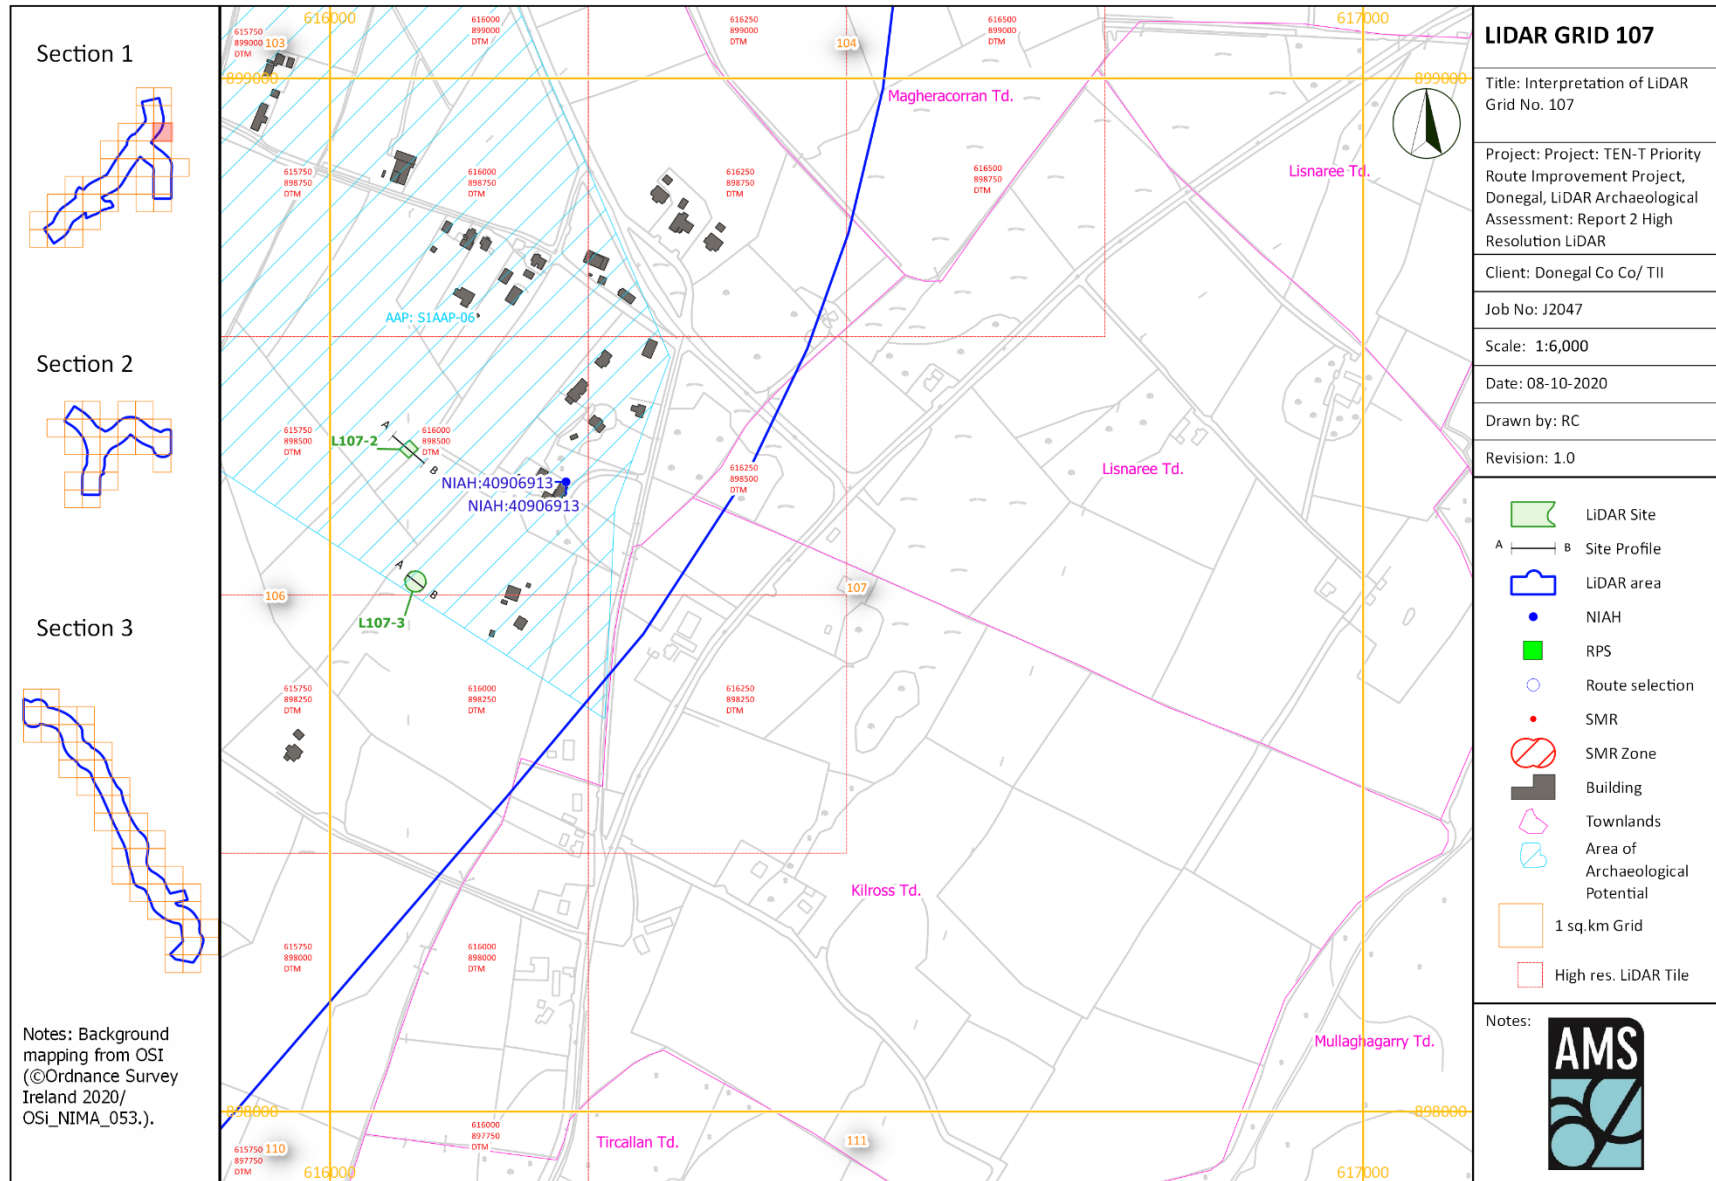 Section 1
Section 2
Section 3
Notes: Background
mapping from OSI
(©Ordnance Survey
Ireland 2020/
OSi_NIMA_053.).
616000
617000
615750
899000
DTM
103
616000
899000
DTM
616250
899000
DTM
104
616500
899000
DTM
899000
899000
Magheracorran Td.
Lisnaree Td.
615750
898750
DTM
616000
898750
DTM
616250
898750
DTM
616500
898750
DTM
AAP: S1AAP-06
615750
898500
DTM
A
L107-2
616000
898500
DTM
B
NIAH:40906913
NIAH:40906913
616250
898500
DTM
Lisnaree Td.
A
106
B
107
L107-3
615750
898250
DTM
616000
898250
DTM
616250
898250
DTM
Kilross Td.
615750
898000
DTM
616000
898000
DTM
Mullaghagarry Td.
898000
898000
616000
897750
DTM
Tircallan Td.
111
615750
897750
DTM
110
616000
617000
LIDAR GRID 107
Title: Interpretation of LiDAR
Grid No. 107
Project: Project: TEN-T Priority
Route Improvement Project,
Donegal, LiDAR Archaeological
Assessment: Report 2 High
Resolution LiDAR
Client: Donegal Co Co/ TII
Job No: J2047
Scale: 1:6,000
Date: 08-10-2020
Drawn by: RC
Revision: 1.0
LiDAR Site
A B Site Profile
LiDAR area
NIAH
RPS
Route selection
SMR
SMR Zone
Building
Townlands
Area of
Archaeological
Potential
1 sq.km Grid
High res. LiDAR Tile
Notes:
AMS